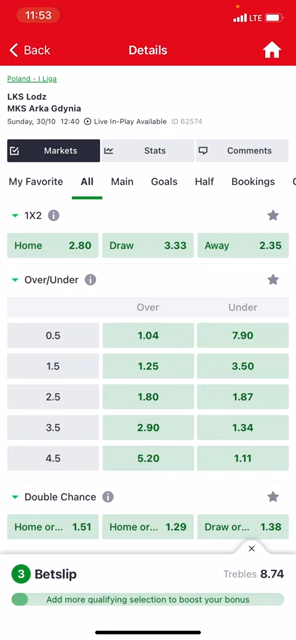 11:53
LTE
Back
Details
Poland - I Liga
LKS Lodz
MKS Arka Gdynia
Sunday, 30/10 12:40 Live In-Play Available ID 62574
Markets Stats Comments
My Favorite All Main Goals Half Bookings
1X2 i
Home 2.80 Draw 3.33 Away 2.35
Over/Under i
Over Under
0.5 1.04 7.90
1.5 1.25 3.50
2.5 1.80 1.87
3.5 2.90 1.34
4.5 5.20 1.11
Double Chance i
Home or... 1.51 Home or... 1.29 Draw or... 1.38
3 Betslip Trebles 8.74
Add more qualifying selection to boost your bonus